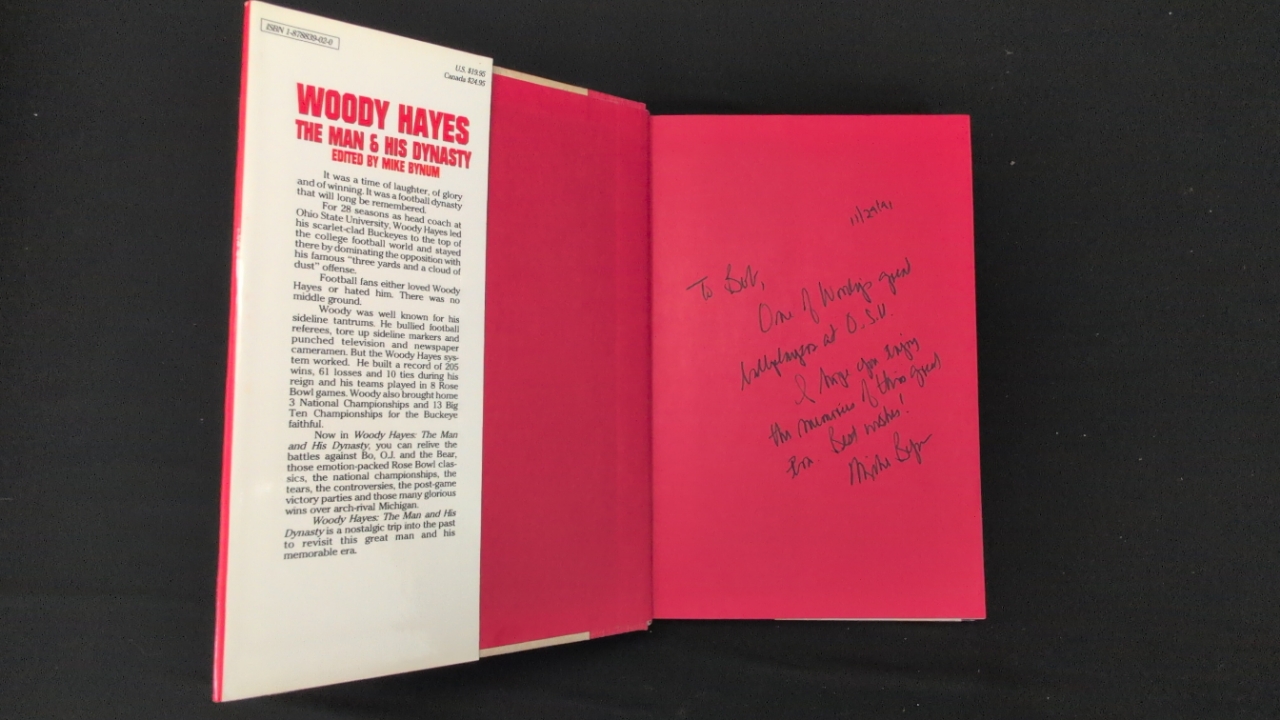 ISBN 1-878839-02-0
U.S. $19.95
Canada $24.95
WOODY HAYES
THE MAN & HIS DYNASTY
EDITED BY MIKE BYNUM
It was a time of laughter, of glory
and of winning. It was a football dynasty
that will long be remembered.
For 28 seasons as head coach at
Ohio State University, Woody Hayes led
his scarlet-clad Buckeyes to the top of
the college football world and stayed
there by dominating the opposition with
his famous "three yards and a cloud of
dust" offense.
Football fans either loved Woody
Hayes or hated him. There was no
middle ground.
Woody was well known for his
sideline tantrums. He bullied football
referees, tore up sideline markers and
punched television and newspaper
cameramen. But the Woody Hayes sys-
tem worked. He built a record of 205
wins, 61 losses and 10 ties during his
reign and his teams played in 8 Rose
Bowl games. Woody also brought home
3 National Championships and 13 Big
Ten Championships for the Buckeye
faithful.
Now in Woody Hayes: The Man
and His Dynasty, you can relive the
battles against Bo, O.J. and the Bear,
those emotion-packed Rose Bowl clas-
sics, the national championships, the
tears, the controversies, the post-game
victory parties and those many glorious
wins over arch-rival Michigan.
Woody Hayes: The Man and His
Dynasty is a nostalgic trip into the past
to revisit this great man and his
memorable era.
11/29/91
To Bob,
One of Woody's great
ballplayers at O.S.U.
I hope you enjoy
the memories of this great
era. Best wishes!
Mike Bynum